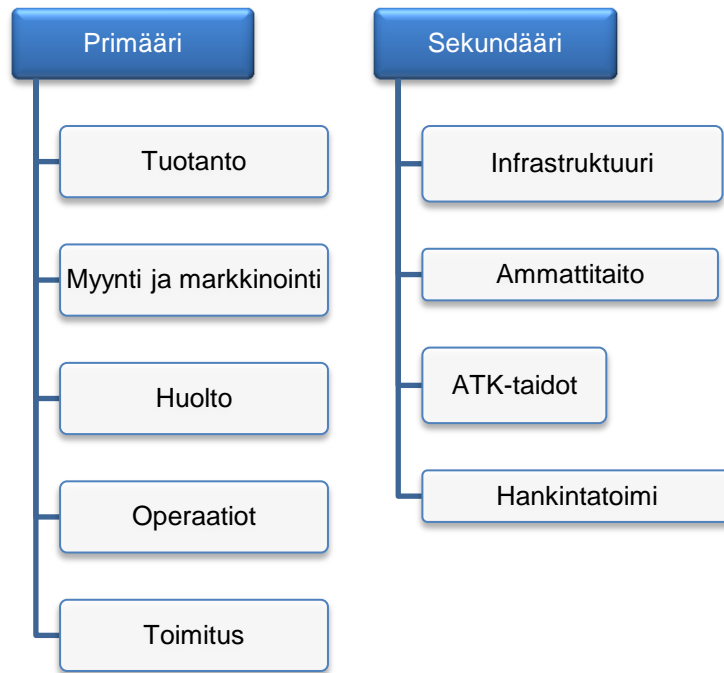 Primääri
Tuotanto
Myynti ja markkinointi
Huolto
Operaatiot
Toimitus
Sekundääri
Infrastruktuuri
Ammattitaito
ATK-taidot
Hankintatoimi